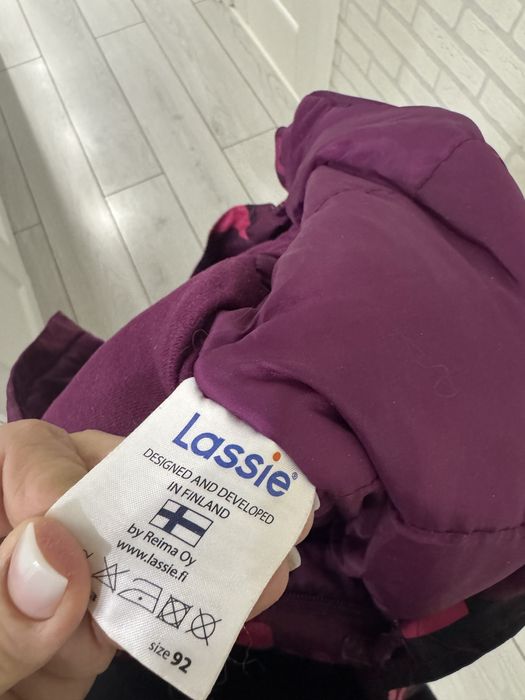 Lassie®
DESIGNED AND DEVELOPED
IN FINLAND
by Reima Oy
www.lassie.fi
size 92